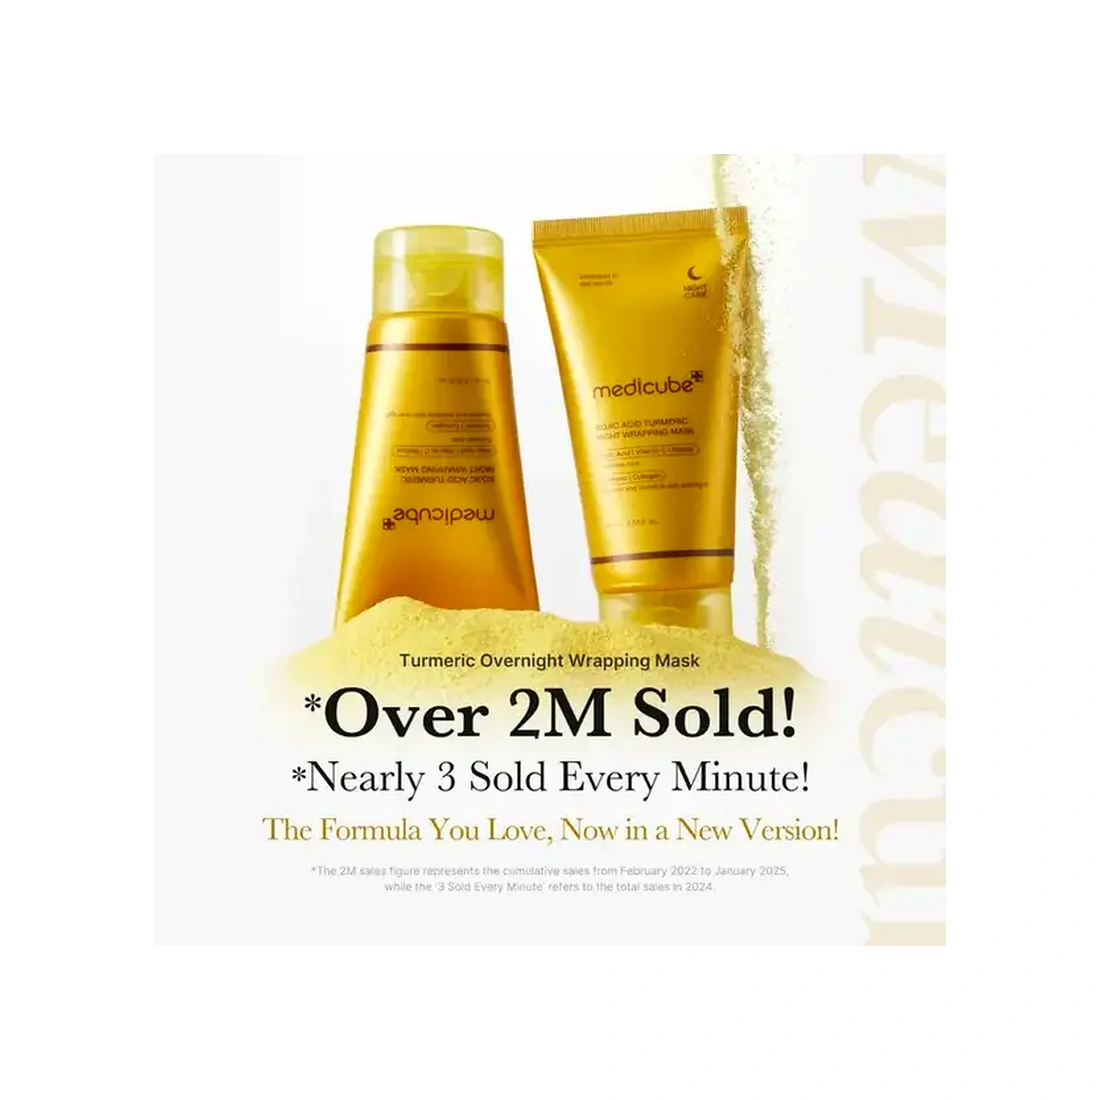 NIGHT
CARE
medicube
KOJIC ACID TURMERIC
NIGHT WRAPPING MASK
medicube
KOJIC ACID TURMERIC
NIGHT WRAPPING MASK
Turmeric Overnight Wrapping Mask
*Over 2M Sold!
*Nearly 3 Sold Every Minute!
The Formula You Love, Now in a New Version!
*The 2M sales figure represents the cumulative sales from February 2022 to January 2025,
while the '3 Sold Every Minute' refers to the total sales in 2024.